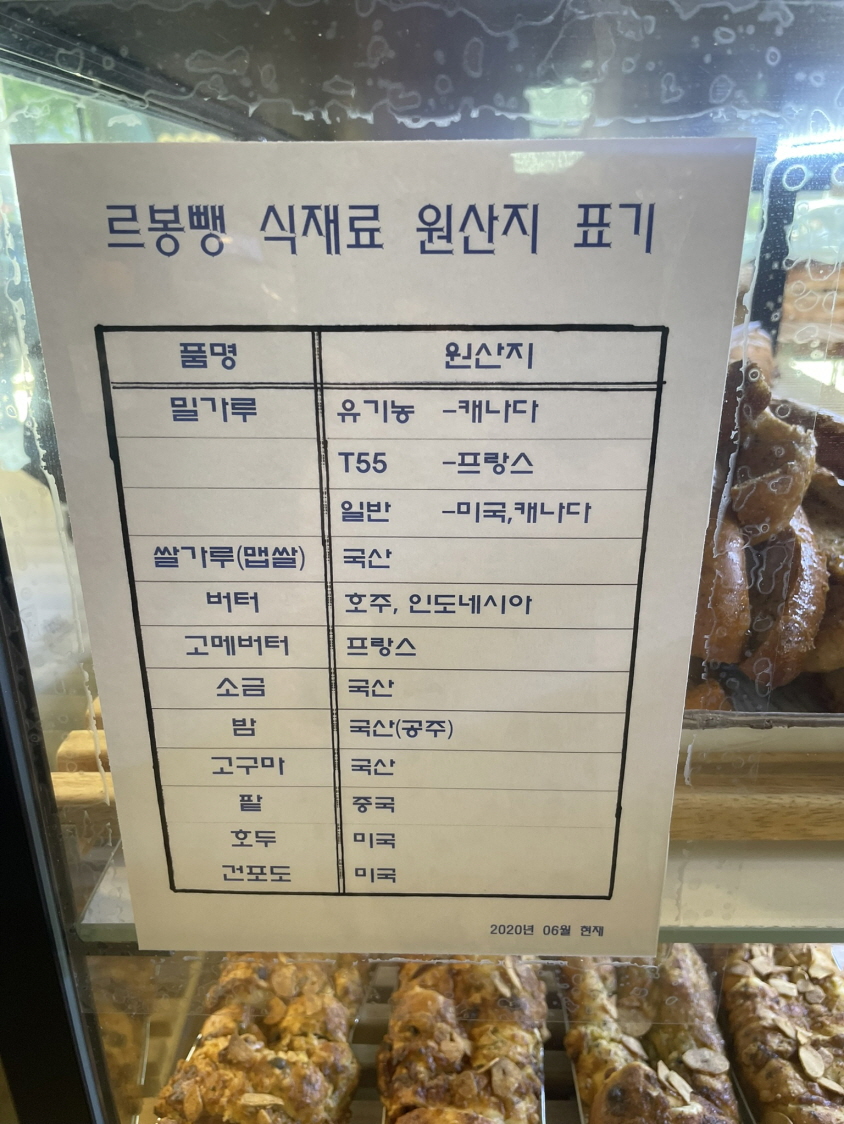 르봉뺑 식재료 원산지 표기
품명 원산지
밀가루 유기농 -캐나다
T55 -프랑스
일반 -미국,캐나다
쌀가루(맵쌀) 국산
버터 호주, 인도네시아
고메버터 프랑스
소금 국산
밤 국산(공주)
고구마 국산
팥 중국
호두 미국
건포도 미국
2020년 06월 현재